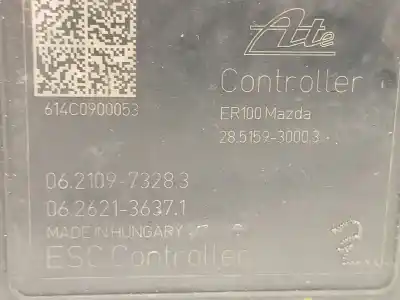 Ate
Controller
614C0900053
ER100 Mazda
28.5159-3000.3
06.2109-7328.3
06.2621-3637.1
MADE IN HUNGARY
ESC Controller